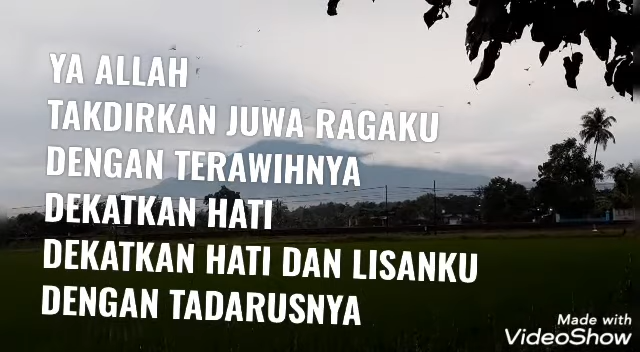 YA ALLAH
TAKDIRKAN JUWA RAGAKU
DENGAN TERAWIHNYA
DEKATKAN HATI
DEKATKAN HATI DAN LISANKU
DENGAN TADARUSNYA
Made with
VideoShow